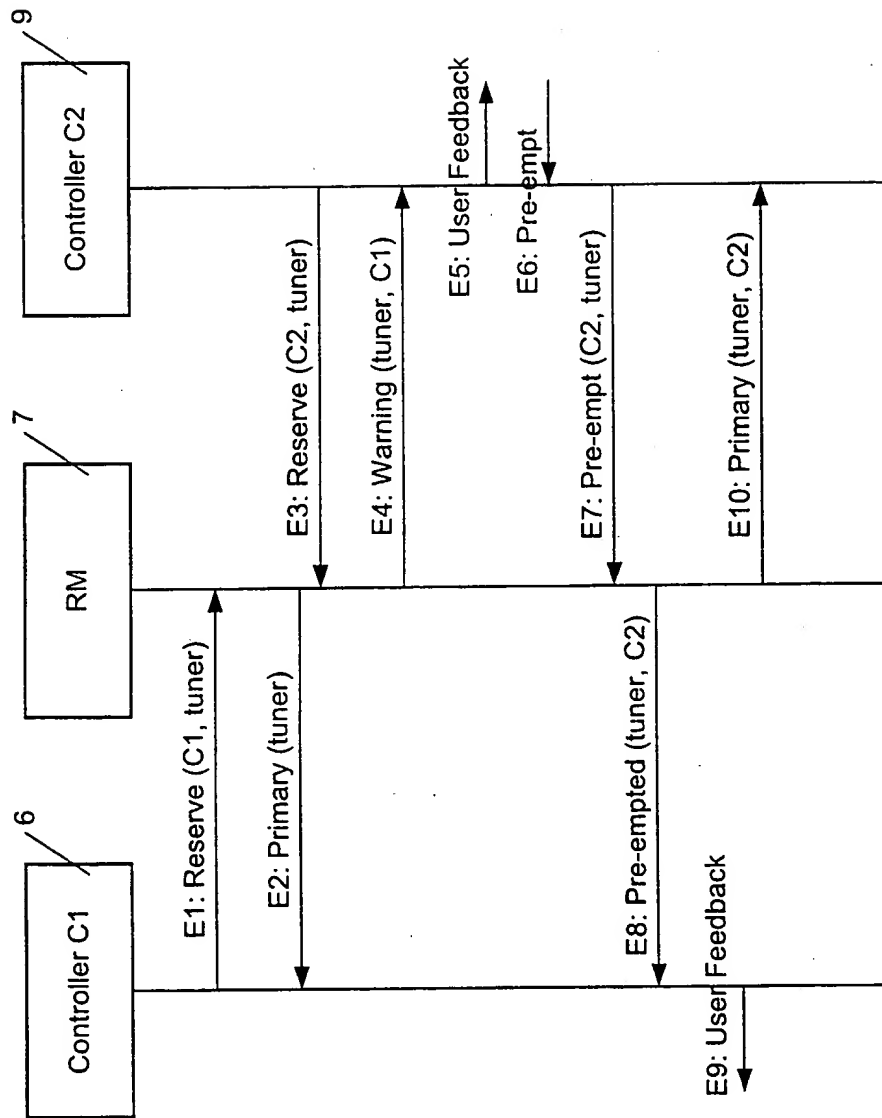 6
Controller C1
7
RM
9
Controller C2
E1: Reserve (C1, tuner)
E2: Primary (tuner)
E3: Reserve (C2, tuner)
E4: Warning (tuner, C1)
E5: User Feedback
E6: Pre-empt
E7: Pre-empt (C2, tuner)
E8: Pre-empted (tuner, C2)
E9: User Feedback
E10: Primary (tuner, C2)